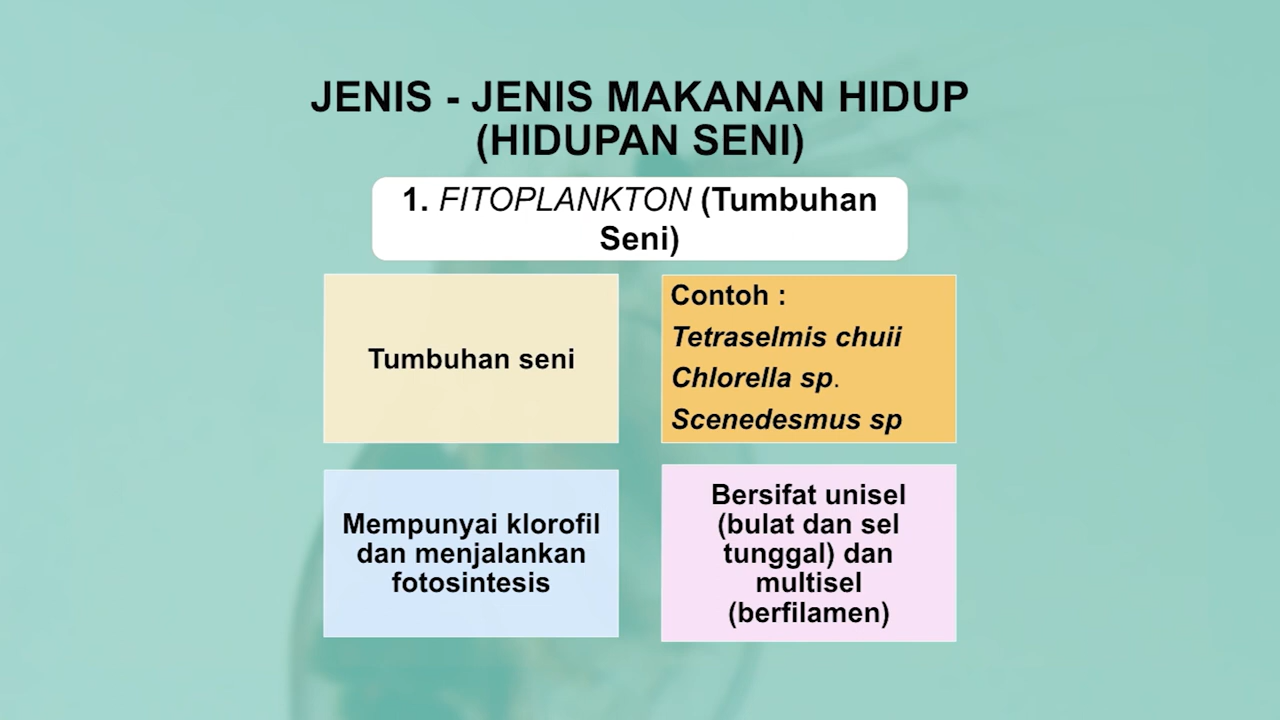 JENIS - JENIS MAKANAN HIDUP
(HIDUPAN SENI)
1. FITOPLANKTON (Tumbuhan
Seni)
Tumbuhan seni
Contoh :
Tetraselmis chuii
Chlorella sp.
Scenedesmus sp
Mempunyai klorofil
dan menjalankan
fotosintesis
Bersifat unisel
(bulat dan sel
tunggal) dan
multisel
(berfilamen)